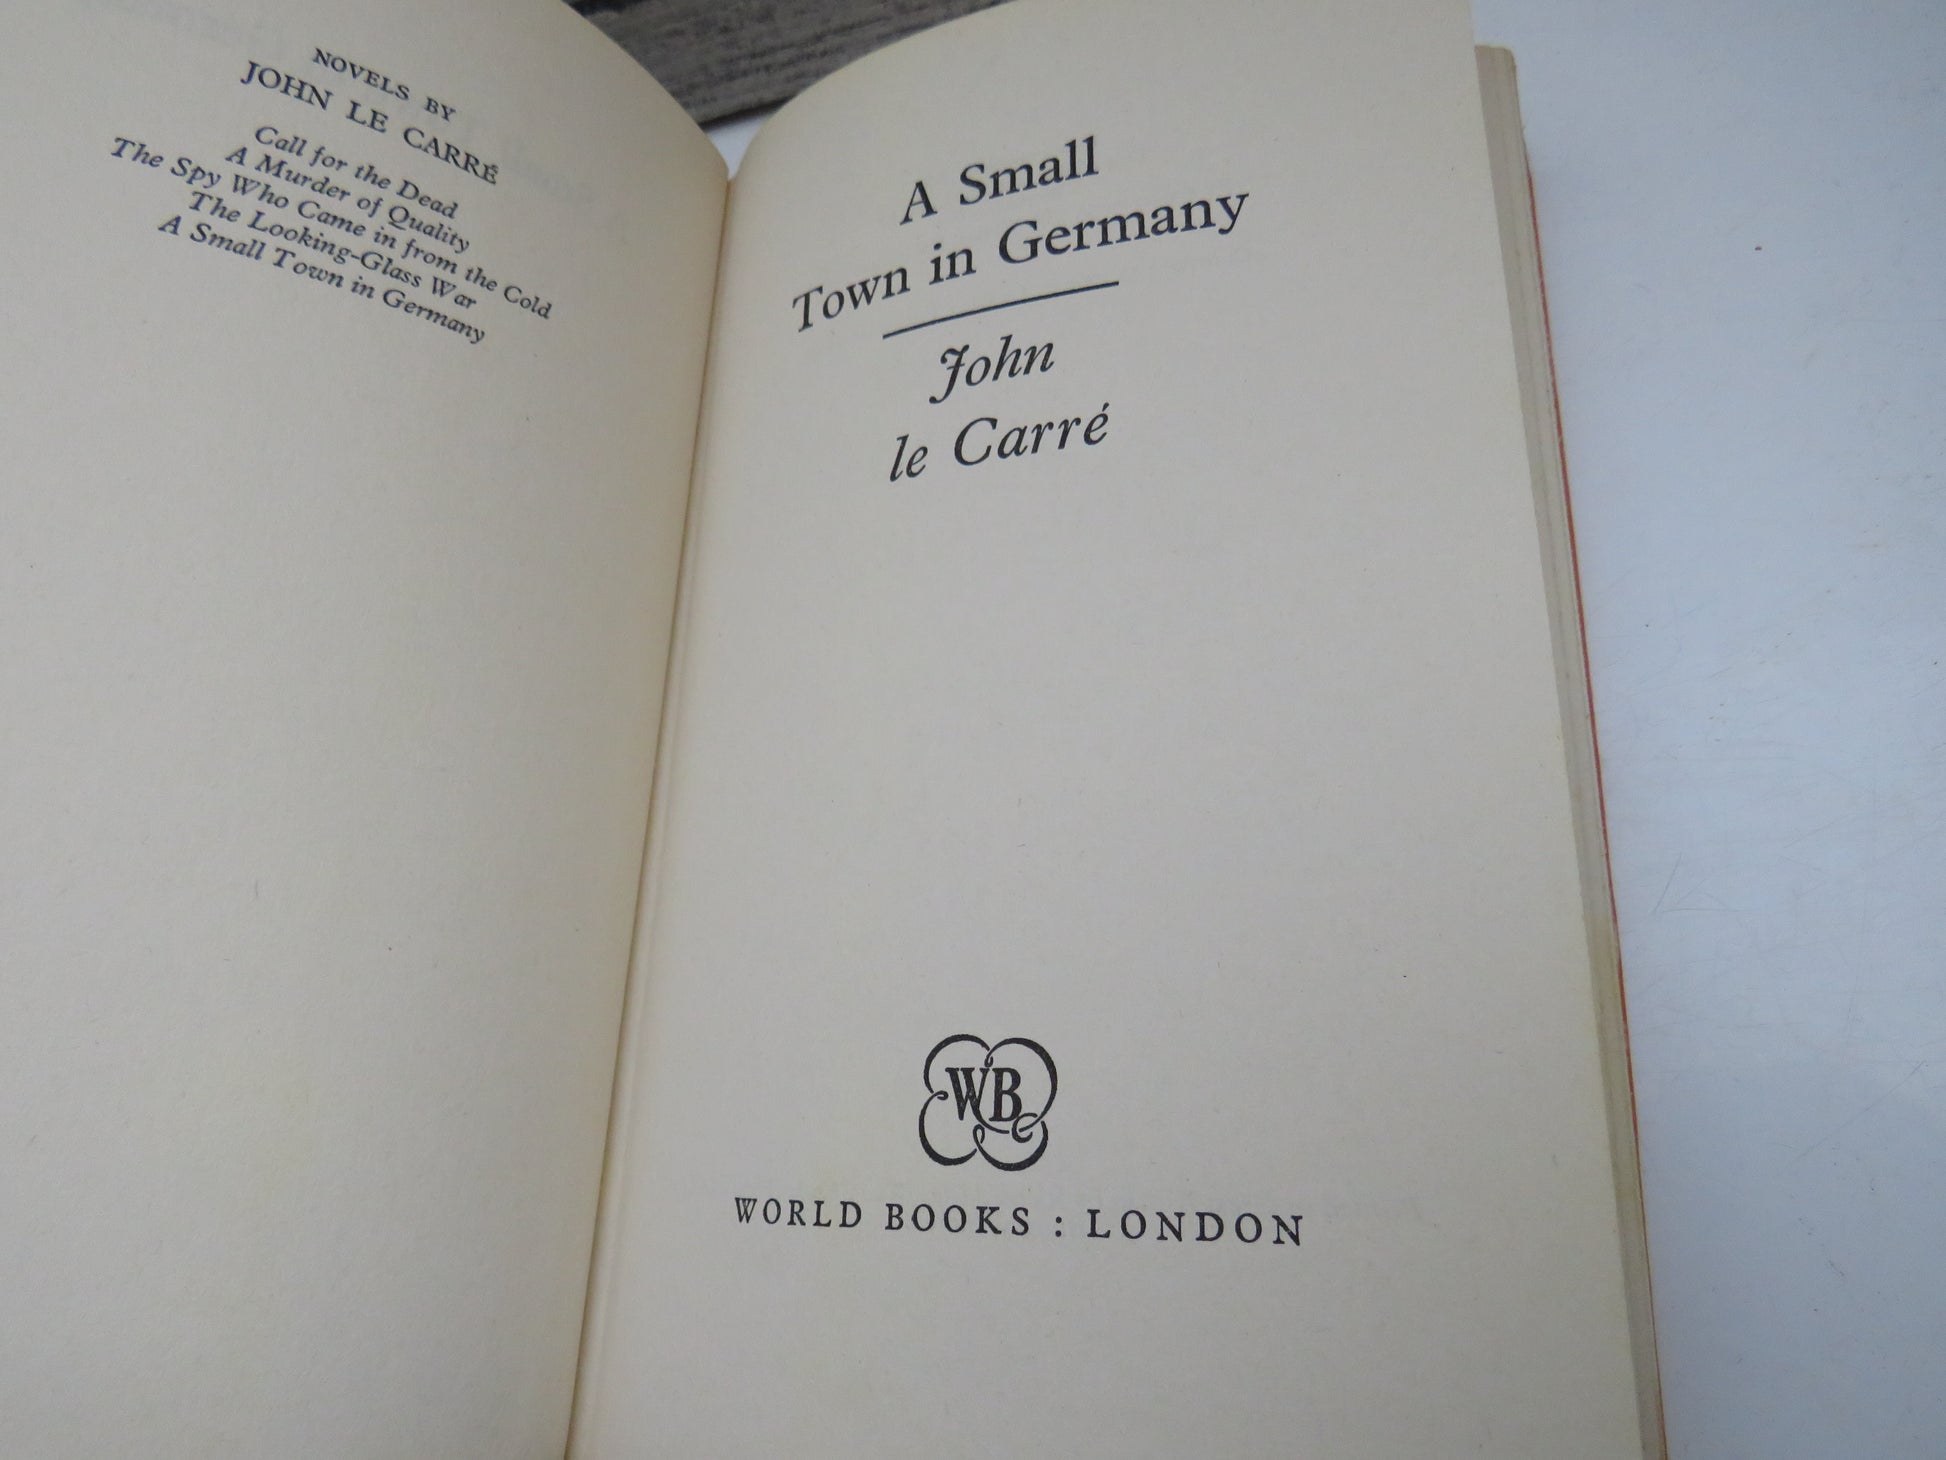 NOVELS BY
JOHN LE CARRÉ
Call for the Dead
A Murder of Quality
The Spy Who Came in from the Cold
The Looking-Glass War
A Small Town in Germany
A Small
Town in Germany
John
le Carré
WB
WORLD BOOKS : LONDON